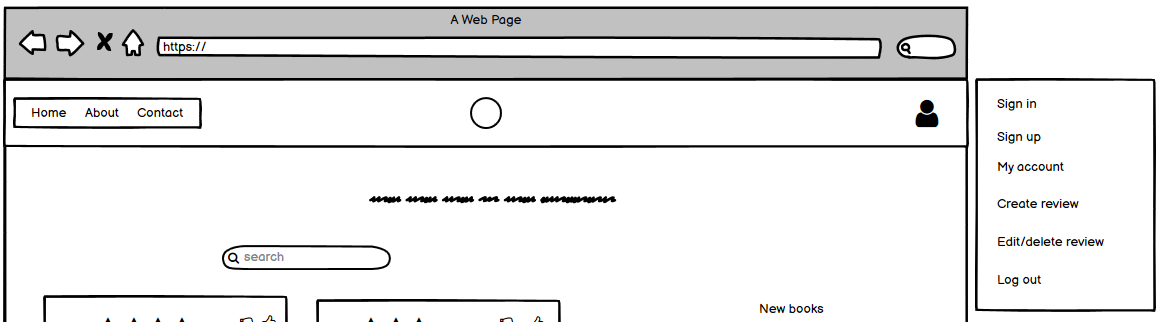 A Web Page
https://
Home About Contact
Sign in
Sign up
My account
Create review
Edit/delete review
Log out
search
New books